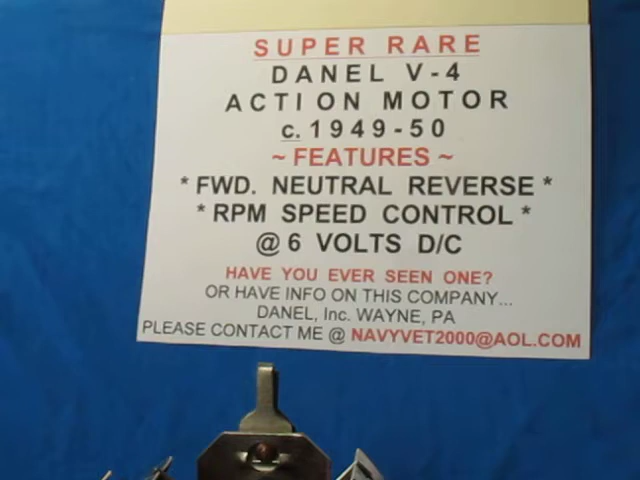 SUPER RARE
DANEL V-4
ACTION MOTOR
c. 1949-50
~ FEATURES ~
* FWD. NEUTRAL REVERSE *
* RPM SPEED CONTROL *
@ 6 VOLTS D/C
HAVE YOU EVER SEEN ONE?
OR HAVE INFO ON THIS COMPANY...
DANEL, Inc. WAYNE, PA
PLEASE CONTACT ME @ NAVYVET2000@AOL.COM